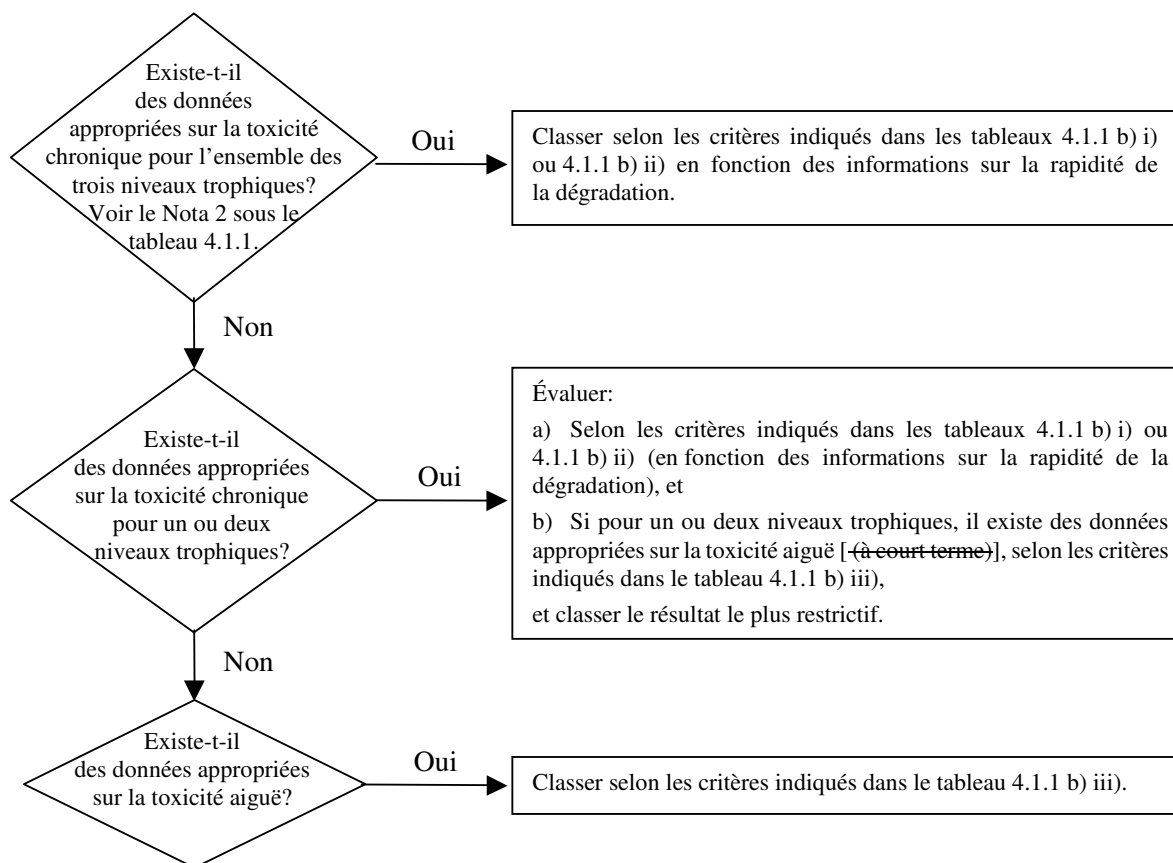 Existe-t-il
des données
appropriées sur la toxicité
chronique pour l'ensemble des
trois niveaux trophiques?
Voir le Nota 2 sous le
tableau 4.1.1.
Oui
Classer selon les critères indiqués dans les tableaux 4.1.1 b) i)
ou 4.1.1 b) ii) en fonction des informations sur la rapidité de
la dégradation.
Non
Existe-t-il
des données appropriées
sur la toxicité chronique
pour un ou deux
niveaux trophiques?
Oui
Évaluer:
a) Selon les critères indiqués dans les tableaux 4.1.1 b) i) ou
4.1.1 b) ii) (en fonction des informations sur la rapidité de la
dégradation), et
b) Si pour un ou deux niveaux trophiques, il existe des données
appropriées sur la toxicité aiguë [(à court terme)], selon les critères
indiqués dans le tableau 4.1.1 b) iii),
et classer le résultat le plus restrictif.
Non
Existe-t-il
des données appropriées
sur la toxicité aiguë?
Oui
Classer selon les critères indiqués dans le tableau 4.1.1 b) iii).